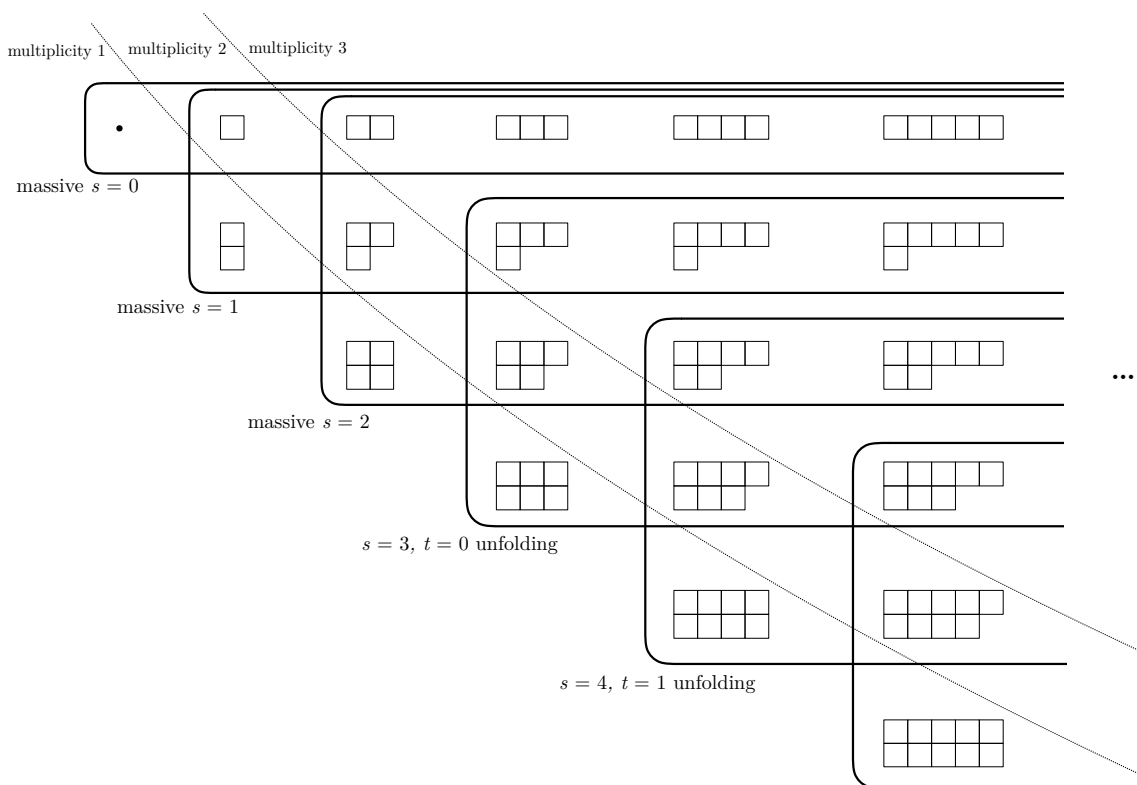 multiplicity 1 multiplicity 2 multiplicity 3
massive s = 0
massive s = 1
...
massive s = 2
s = 3, t = 0 unfolding
s = 4, t = 1 unfolding